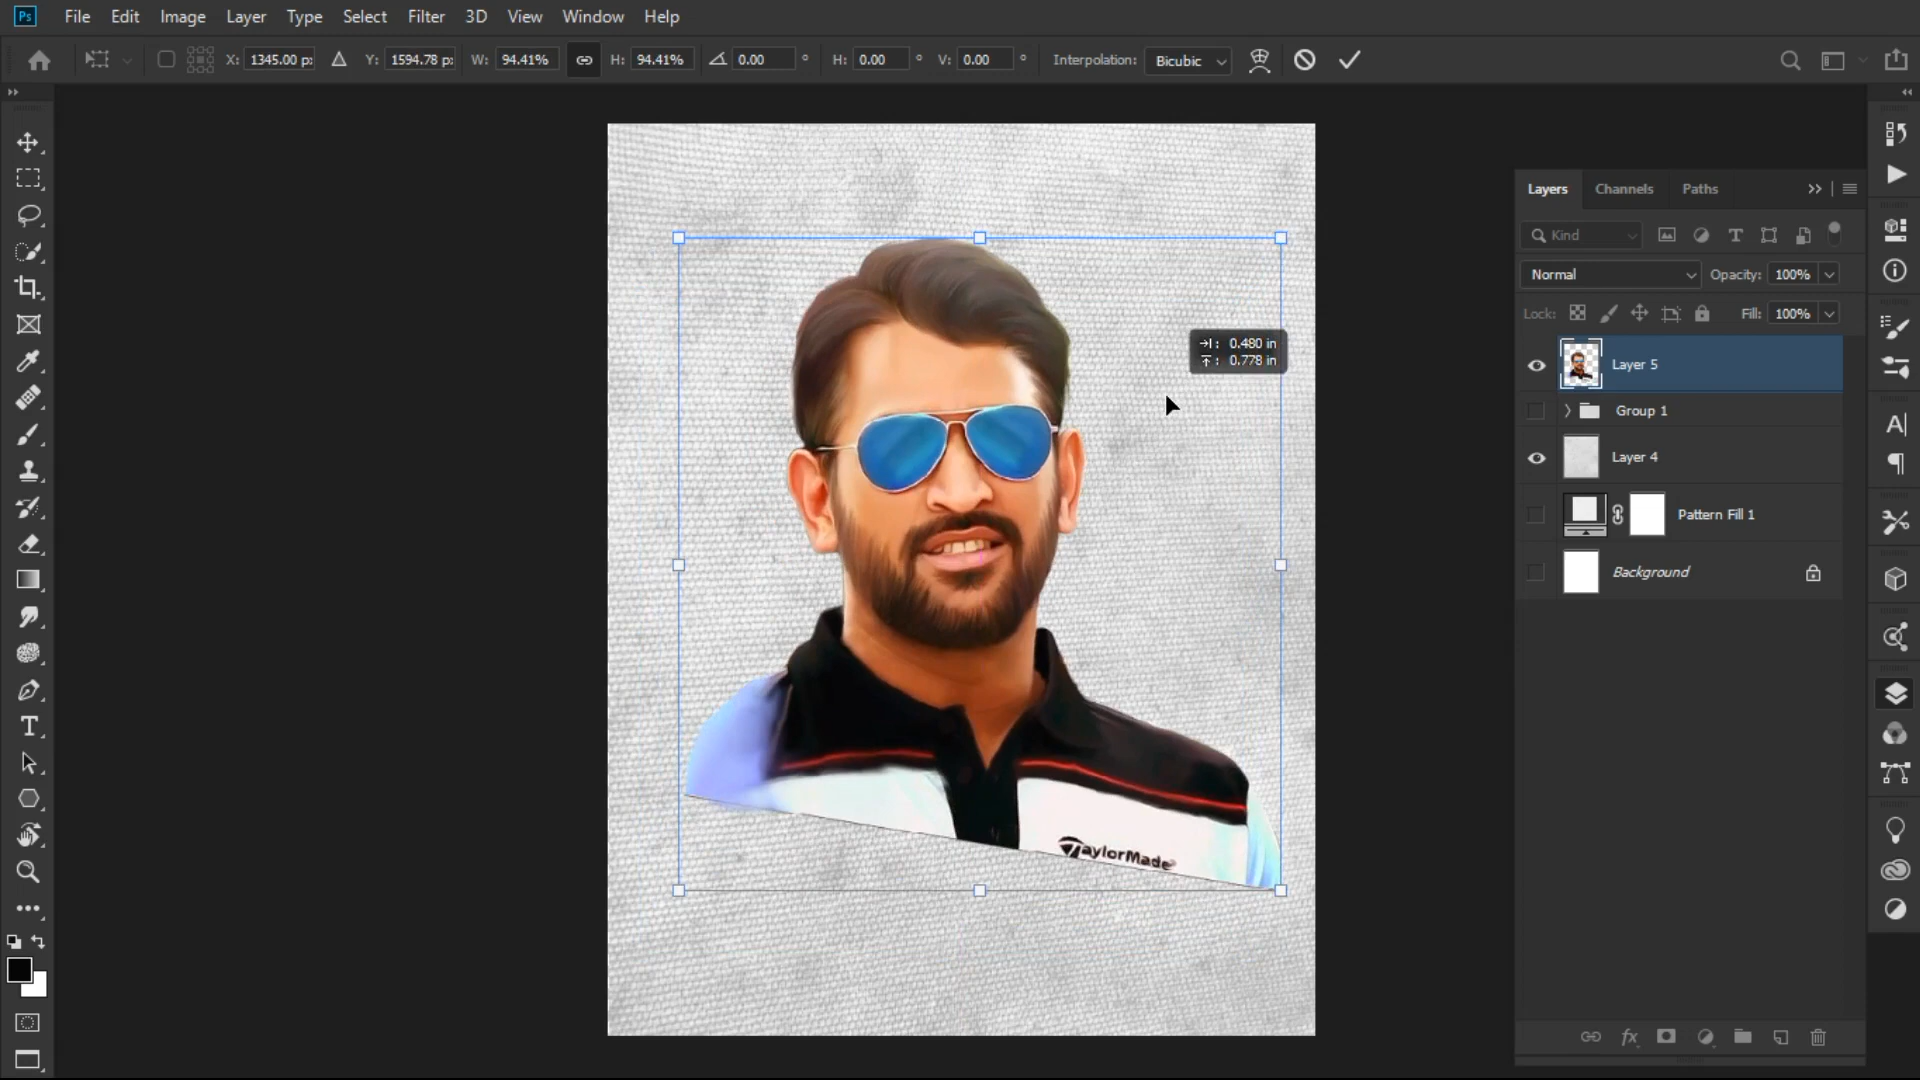 Ps File Edit Image Layer Type Select Filter 3D View Window Help
X: 1345.00 p: Y: 1594.78 p: W: 94.41% H: 94.41% 0.00 ° H: 0.00 ° V: 0.00 ° Interpolation: Bicubic
Layers Channels Paths
Kind
Normal Opacity: 100%
Lock: Fill: 100%
Layer 5
Group 1
Layer 4
Pattern Fill 1
Background
0.480 in
0.778 in
TaylorMade